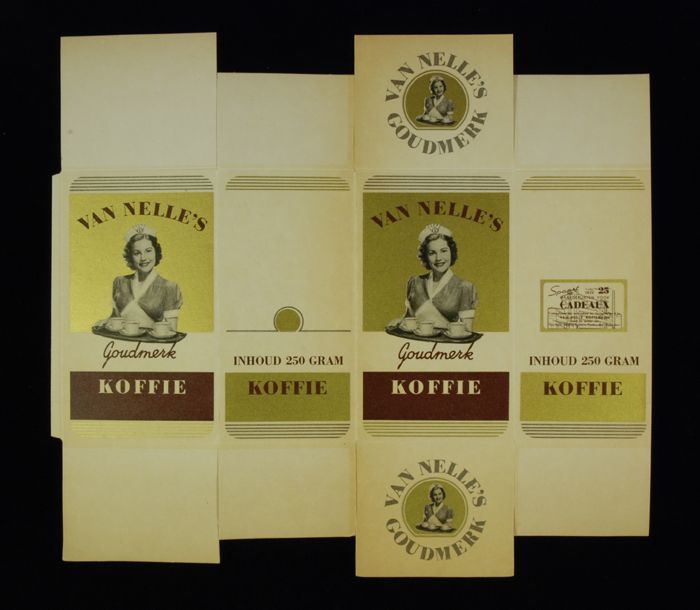 VAN NELLE'S
GOUDMERK
VAN NELLE'S
Goudmerk
KOFFIE
INHOUD 250 GRAM
KOFFIE
VAN NELLE'S
Goudmerk
KOFFIE
25
CADEAUX
INHOUD 250 GRAM
KOFFIE
VAN NELLE'S
GOUDMERK